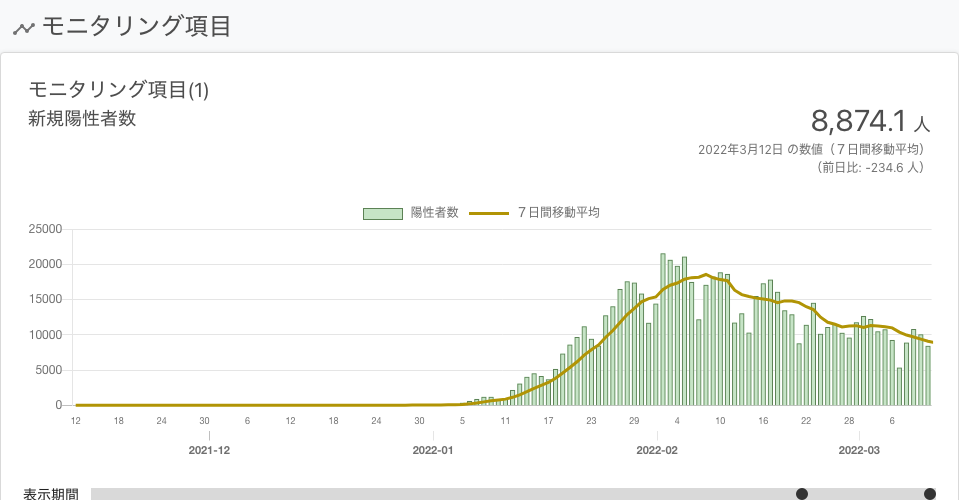 モニタリング項目
モニタリング項目(1)
新規陽性者数
8,874.1 人
2022年3月12日 の数値（７日間移動平均）
（前日比: -234.6 人）
陽性者数 ７日間移動平均
25000
20000
15000
10000
5000
0
12 18 24 30 6 12 18 24 30 5 11 17 23 29 4 10 16 22 28 6
2021-12 2022-01 2022-02 2022-03
表示期間